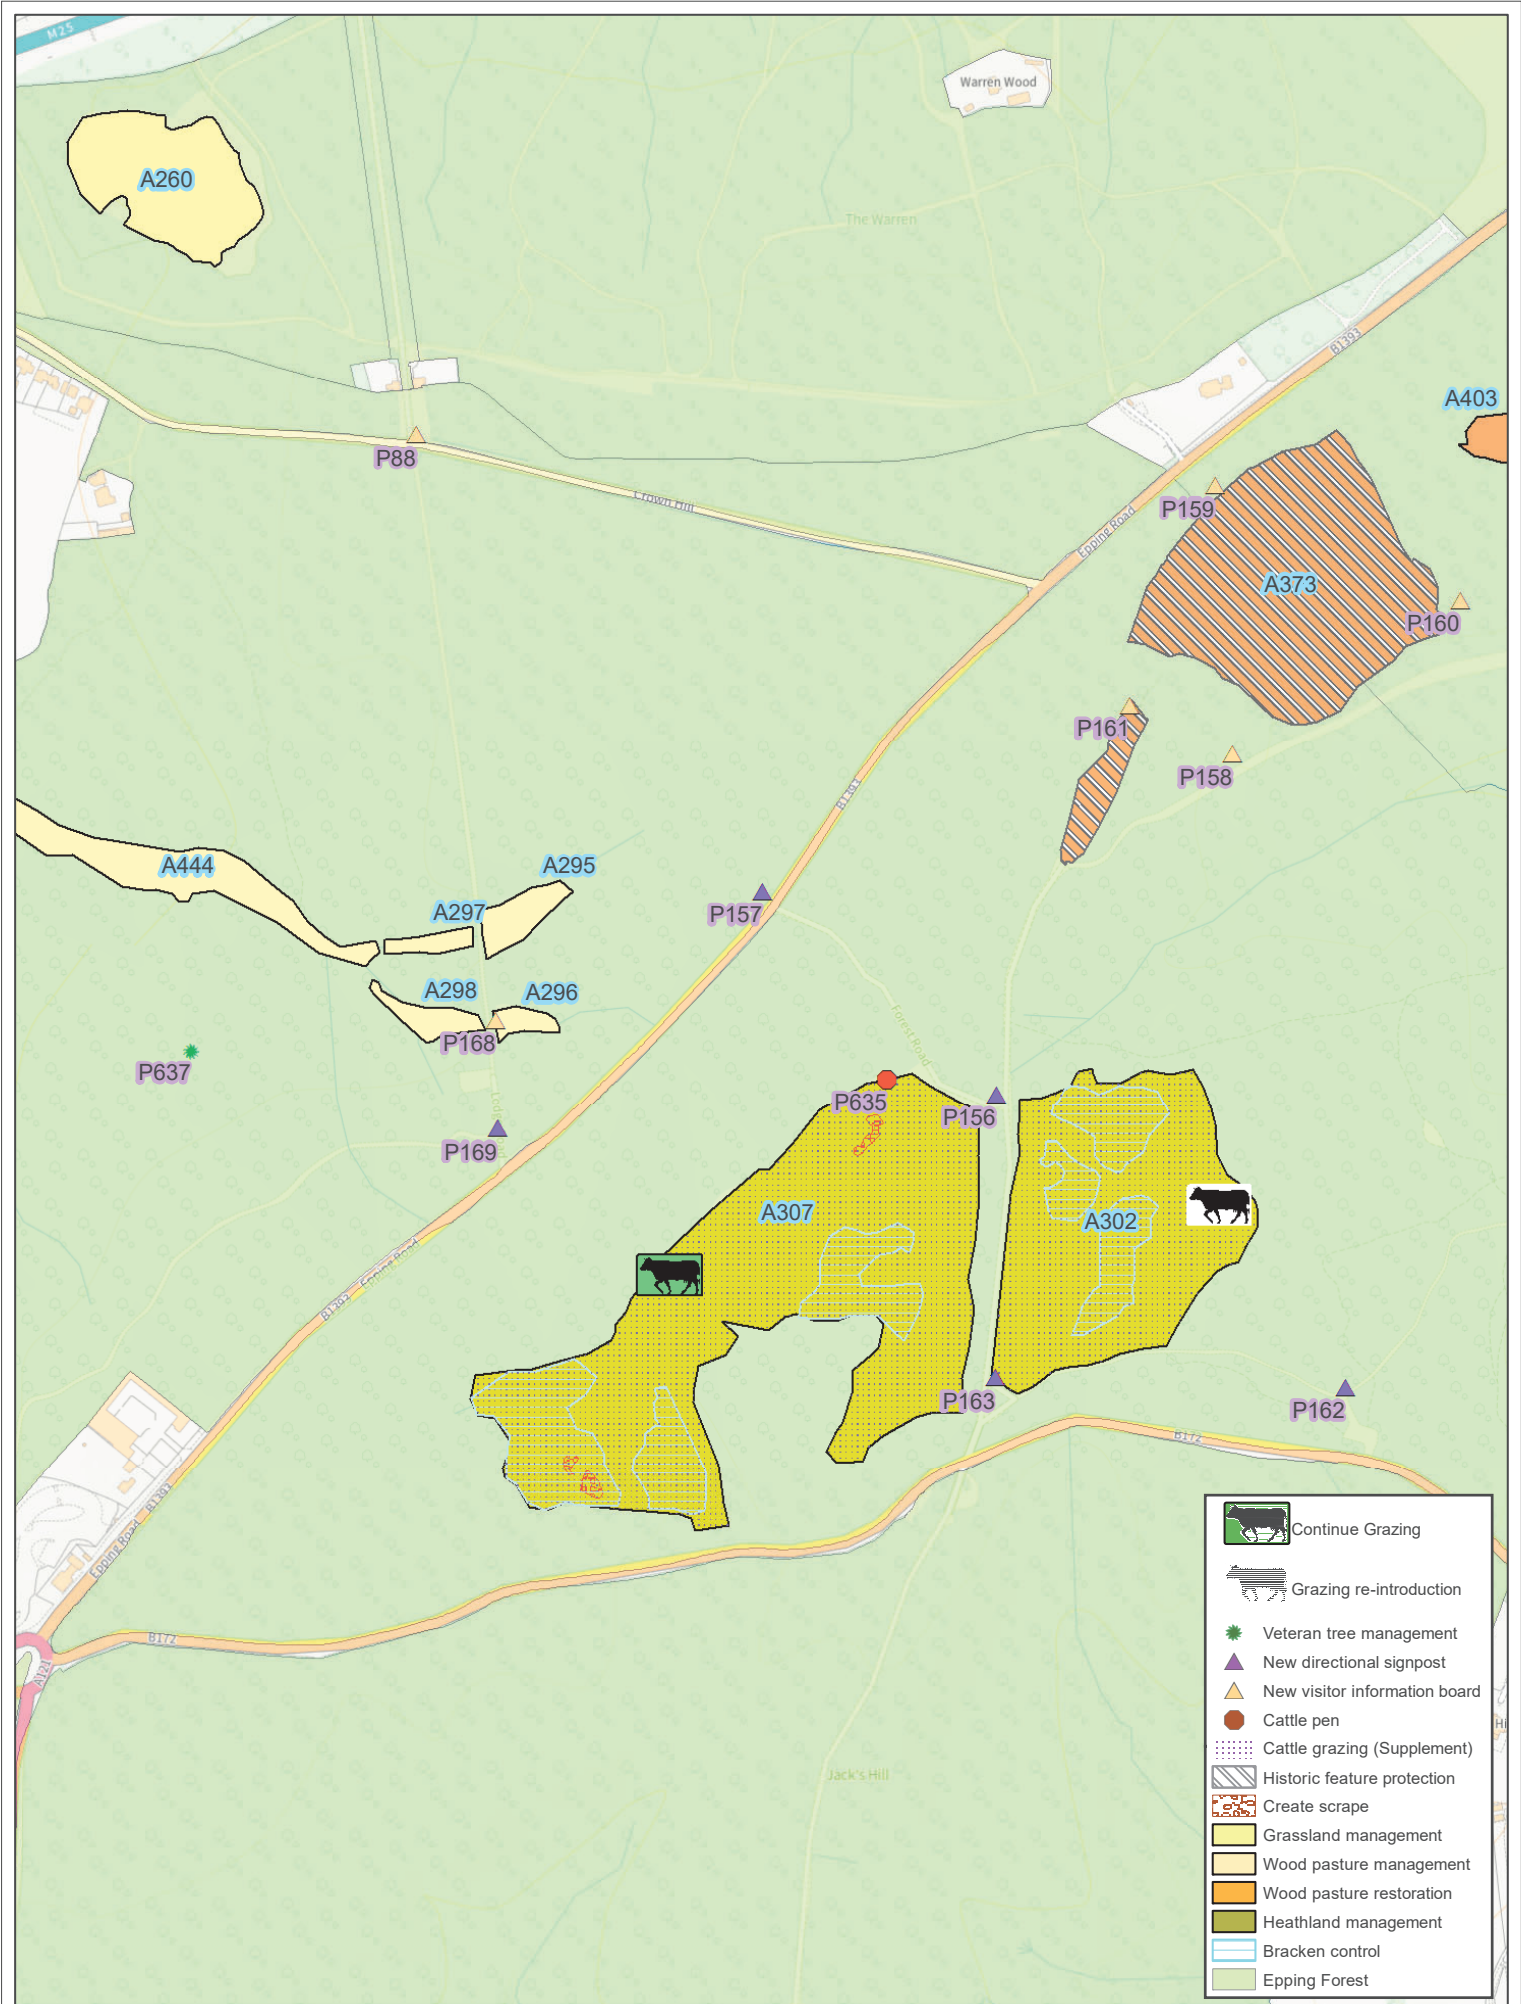 M25
Warren Wood
A260
The Warren
B1393
A403
P88
Crown Hill
P159
Epping Road
A373
P160
P161
P158
B1393
A444
A295
A297
P157
A298
A296
P168
Forest Road
P637
P635
P156
P169
A307
A302
Epping Road
B1393
P163
P162
B172
B1393
Epping Road
B172
A121
Jack's Hill
Hi
Continue Grazing
Grazing re-introduction
Veteran tree management
New directional signpost
New visitor information board
Cattle pen
Cattle grazing (Supplement)
Historic feature protection
Create scrape
Grassland management
Wood pasture management
Wood pasture restoration
Heathland management
Bracken control
Epping Forest